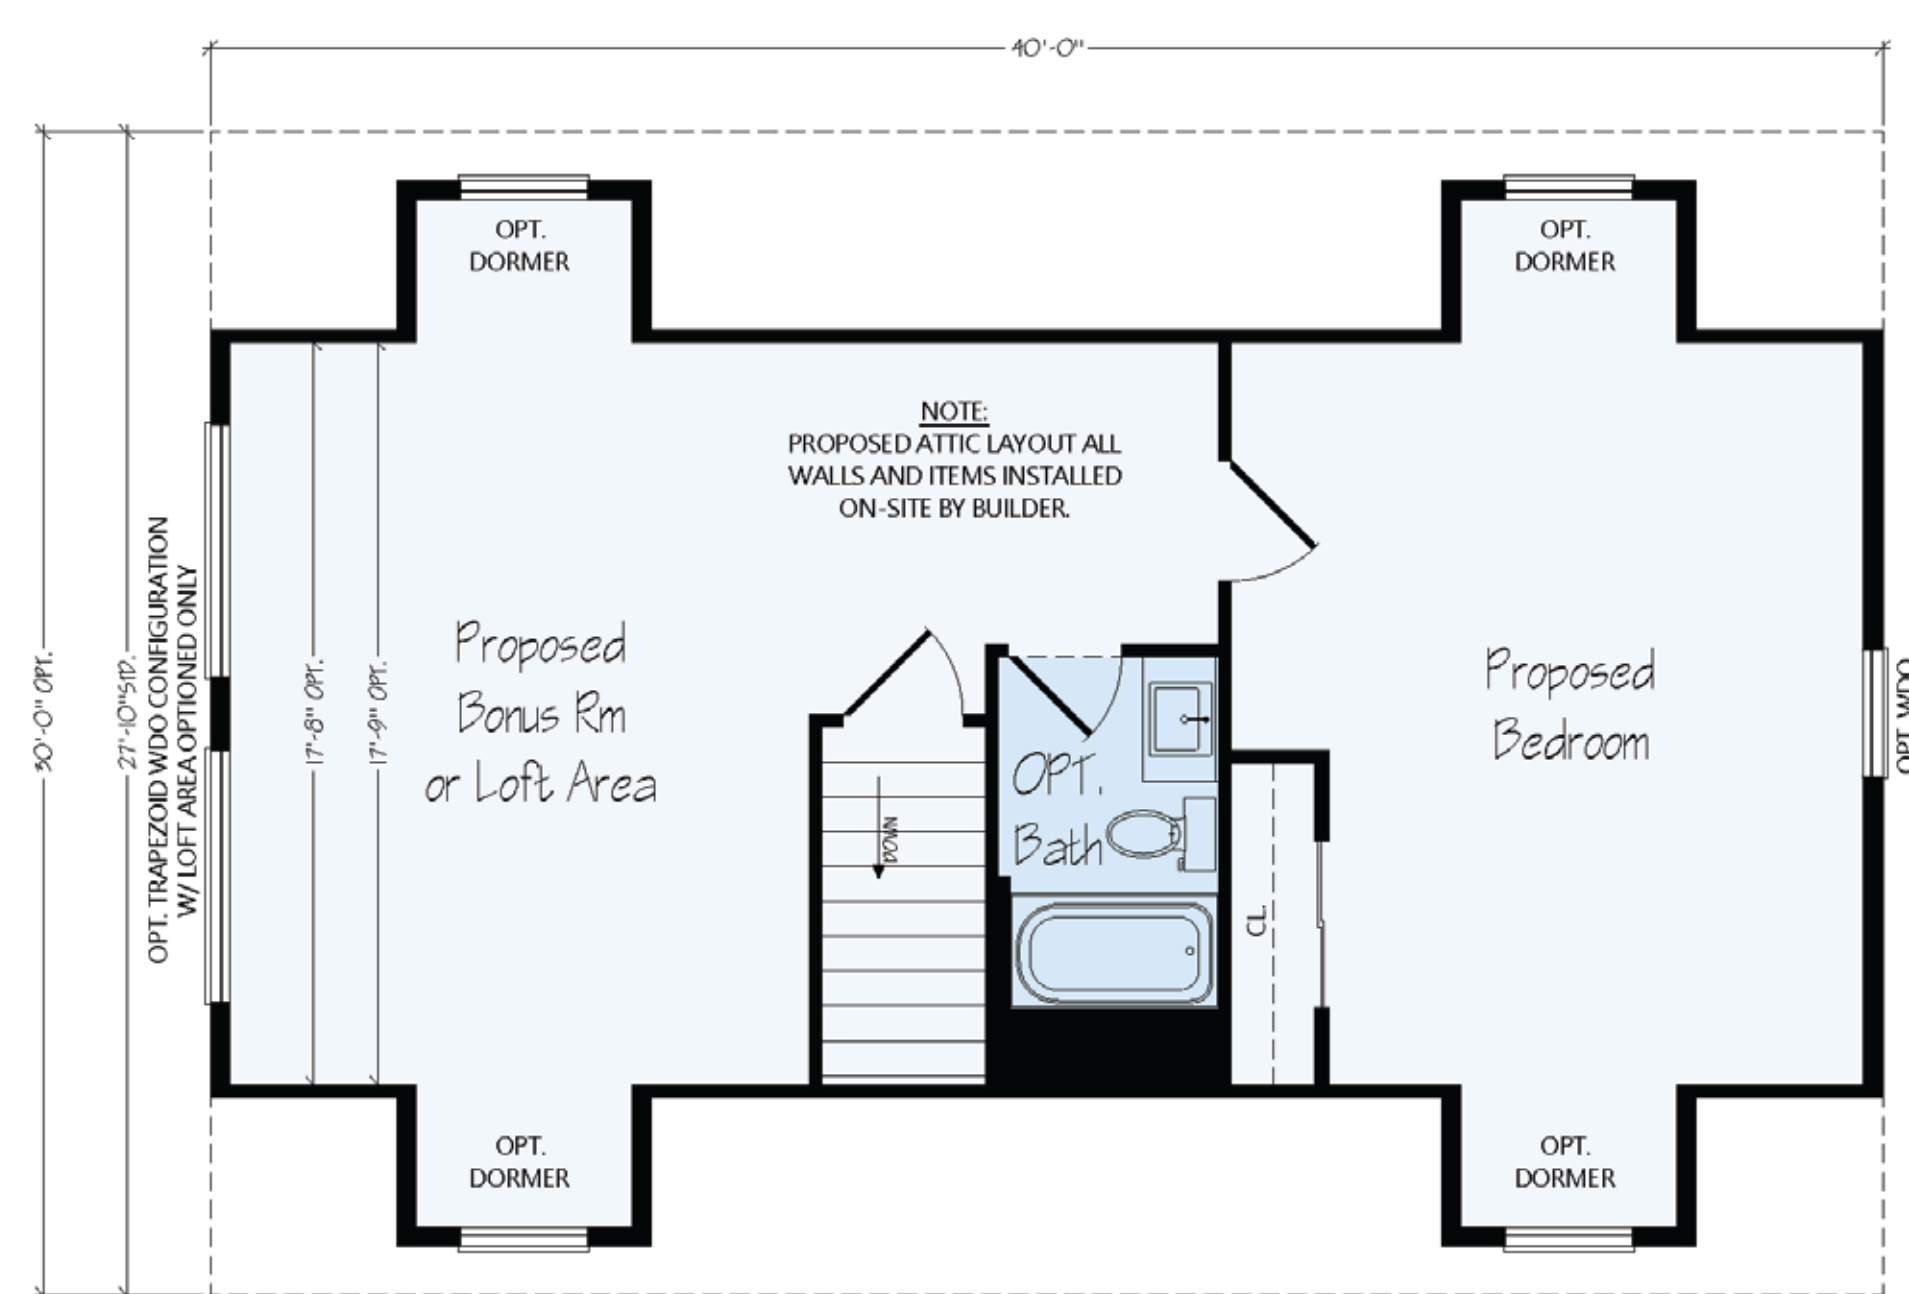 40'-0"
OPT.
DORMER
OPT.
DORMER
NOTE:
PROPOSED ATTIC LAYOUT ALL
WALLS AND ITEMS INSTALLED
ON-SITE BY BUILDER.
30'-0" OPT.
27'-10" STD.
OPT. TRAPEZOID WDO CONFIGURATION
W/ LOFT AREA OPTIONED ONLY
17'-8" OPT.
17'-9" OPT.
Proposed
Bonus Rm
or Loft Area
DOWN
OPT.
Bath
CL.
Proposed
Bedroom
OPT. WDO
OPT.
DORMER
OPT.
DORMER